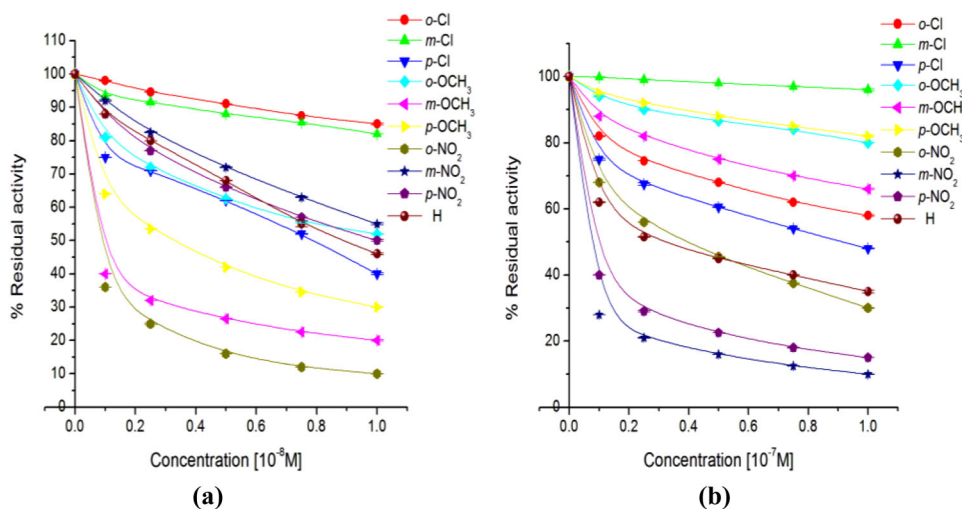 o-Cl
m-Cl
p-Cl
o-OCH3
m-OCH3
p-OCH3
o-NO2
m-NO2
p-NO2
H
110
100
90
80
70
60
50
40
30
20
10
0
% Residual activity
0.0 0.2 0.4 0.6 0.8 1.0
Concentration [10-8M]
(a)
o-Cl
m-Cl
p-Cl
o-OCH3
m-OCH3
p-OCH3
o-NO2
m-NO2
p-NO2
H
100
80
60
40
20
0
% Residual activity
0.0 0.2 0.4 0.6 0.8 1.0
Concentration [10-7M]
(b)